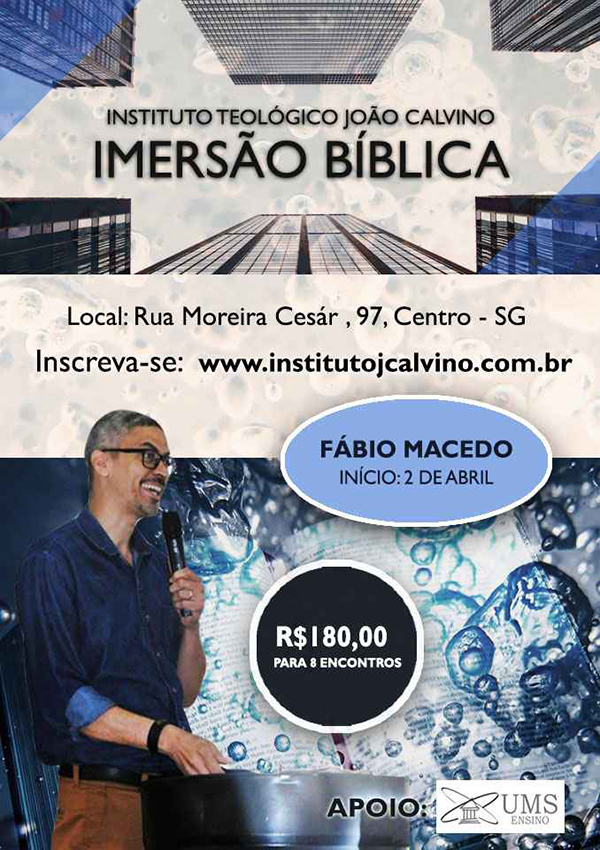 INSTITUTO TEOLÓGICO JOÃO CALVINO
IMERSÃO BÍBLICA
Local: Rua Moreira Cesár , 97, Centro - SG
Inscreva-se: www.institutojcalvino.com.br
FÁBIO MACEDO
INÍCIO: 2 DE ABRIL
R$180,00
PARA 8 ENCONTROS
APOIO:
UMS
ENSINO